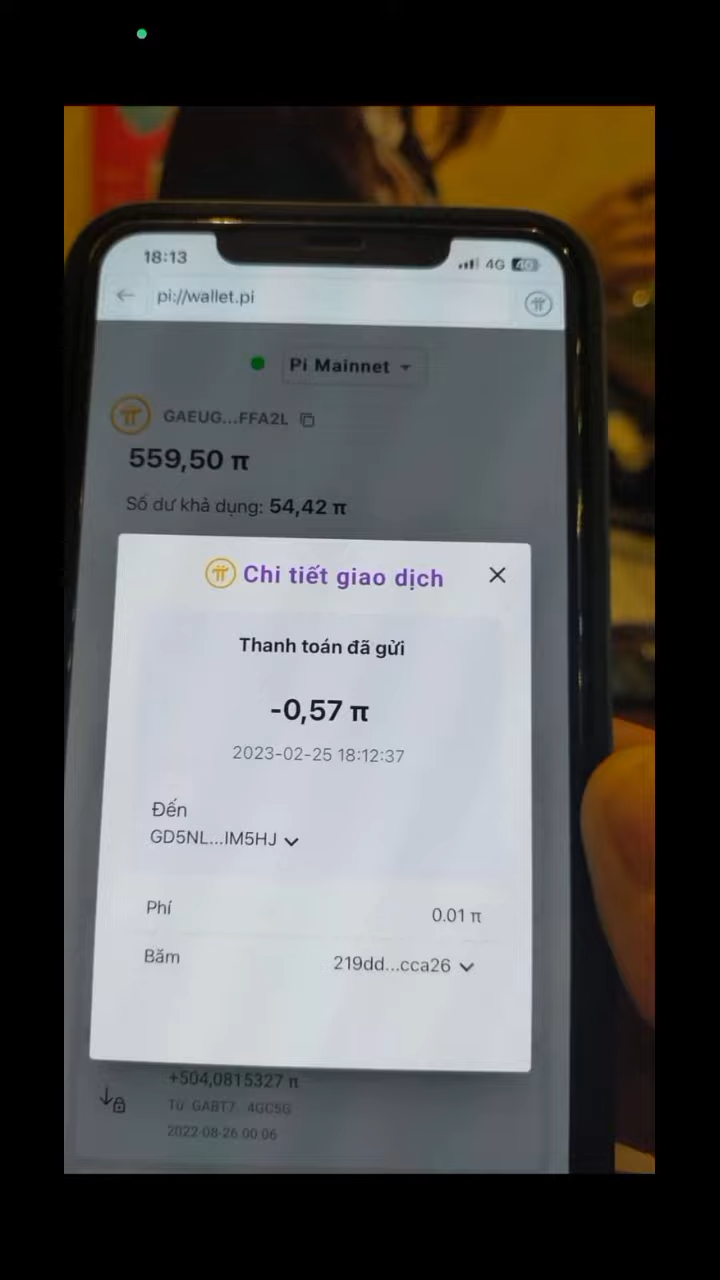 18:13
4G
pi://wallet.pi
Pi Mainnet
GAEUG...FFA2L
559,50 π
Số dư khả dụng: 54,42 π
Chi tiết giao dịch
Thanh toán đã gửi
-0,57 π
2023-02-25 18:12:37
Đến
GD5NL...IM5HJ
Phí 0.01 π
Băm 219dd...cca26
+504,0815327 π
Từ GABT7...4GC5G
2022-08-26 00:06